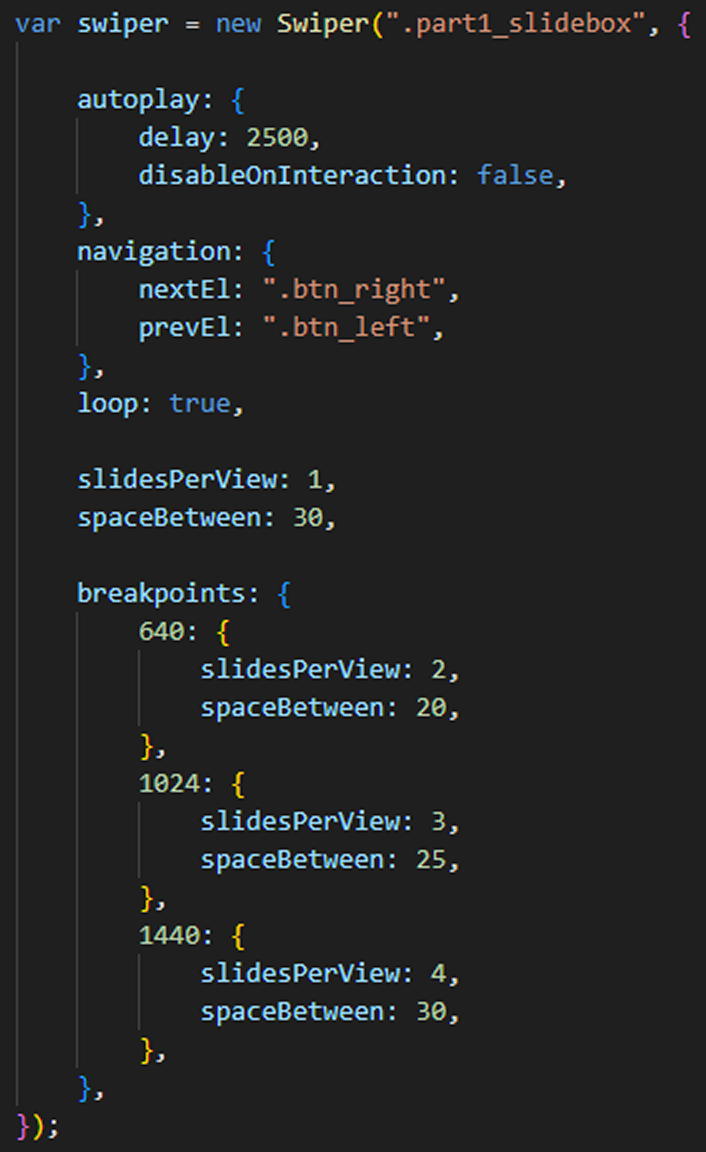 var swiper = new Swiper(".part1_slidebox", {
autoplay: {
delay: 2500,
disableOnInteraction: false,
},
navigation: {
nextEl: ".btn_right",
prevEl: ".btn_left",
},
loop: true,
slidesPerView: 1,
spaceBetween: 30,
breakpoints: {
640: {
slidesPerView: 2,
spaceBetween: 20,
},
1024: {
slidesPerView: 3,
spaceBetween: 25,
},
1440: {
slidesPerView: 4,
spaceBetween: 30,
},
},
});